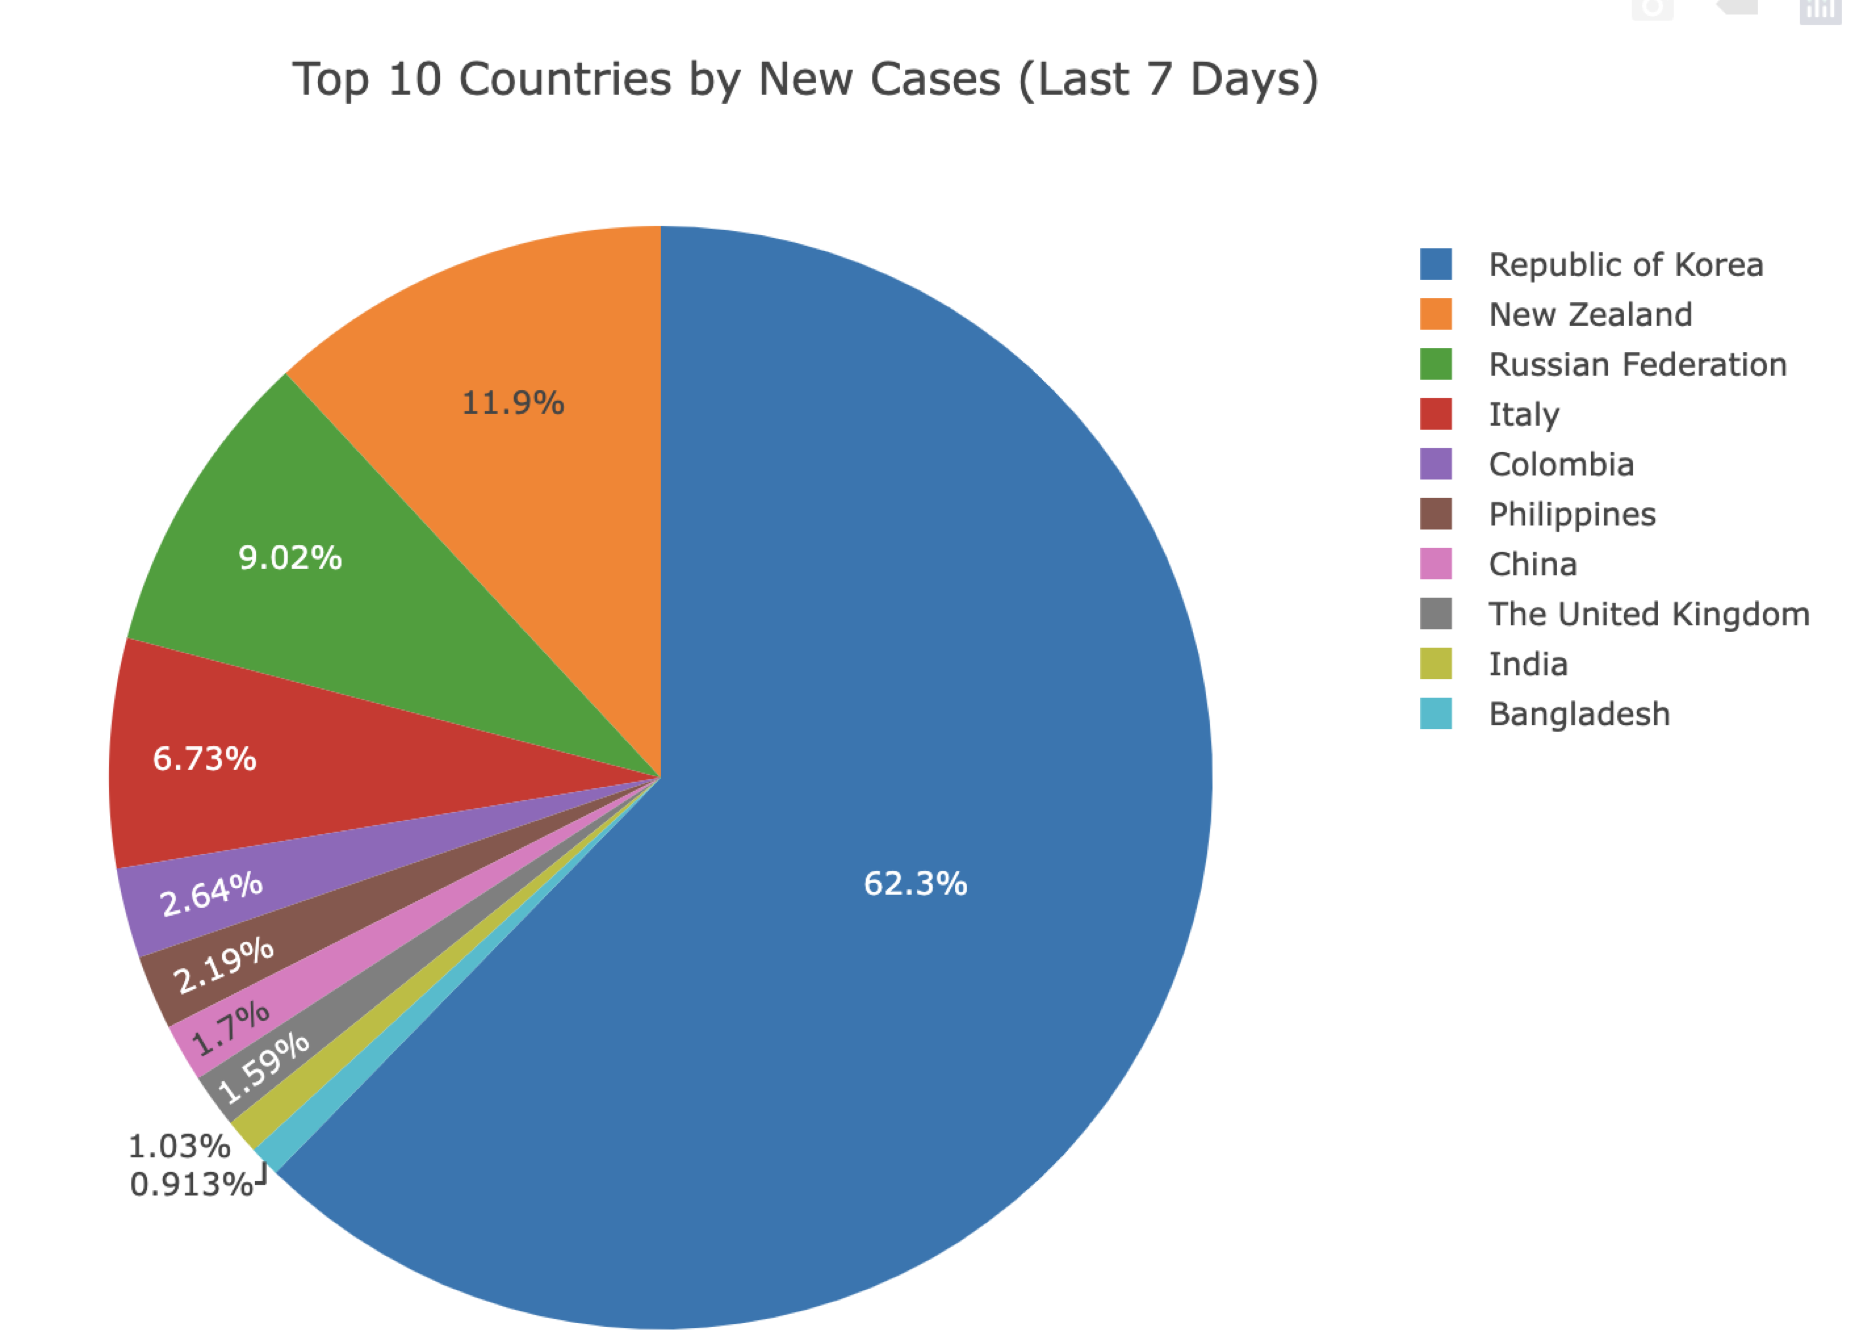 Top 10 Countries by New Cases (Last 7 Days)
11.9%
9.02%
6.73%
2.64%
2.19%
1.7%
1.59%
1.03%
0.913%
62.3%
Republic of Korea
New Zealand
Russian Federation
Italy
Colombia
Philippines
China
The United Kingdom
India
Bangladesh